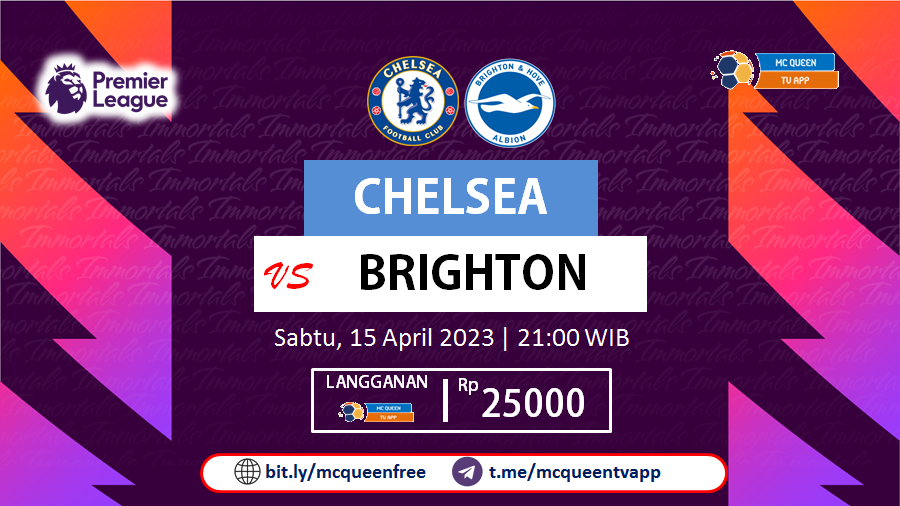 Premier
League
CHELSEA
FOOTBALL CLUB
BRIGHTON & HOVE
ALBION
MC QUEEN
TV APP
CHELSEA
VS BRIGHTON
Sabtu, 15 April 2023 | 21:00 WIB
LANGGANAN
MC QUEEN
TV APP
Rp 25000
bit.ly/mcqueenfree
t.me/mcqueentvapp
Immortals